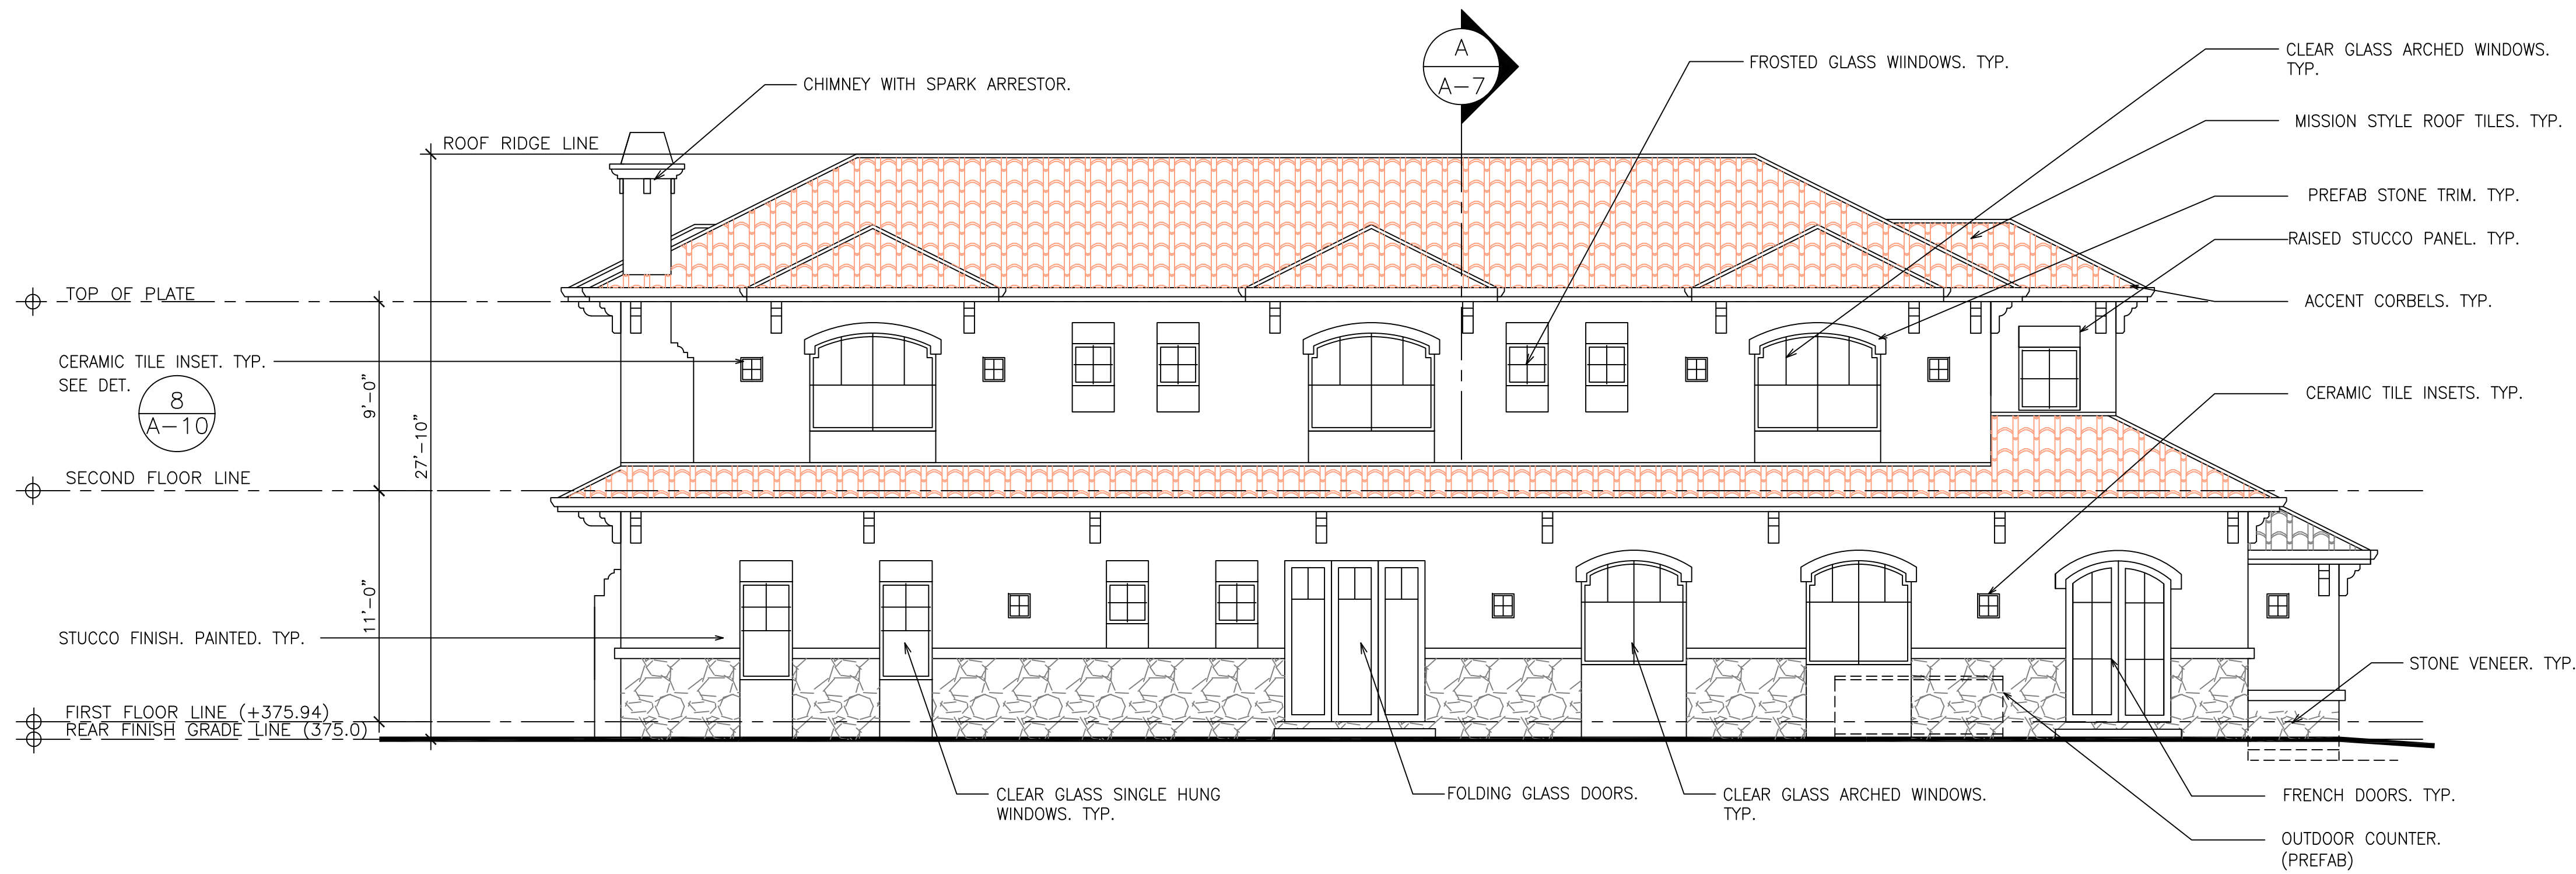 A
A-7
CHIMNEY WITH SPARK ARRESTOR.
FROSTED GLASS WIINDOWS. TYP.
CLEAR GLASS ARCHED WINDOWS.
TYP.
MISSION STYLE ROOF TILES. TYP.
ROOF RIDGE LINE
PREFAB STONE TRIM. TYP.
RAISED STUCCO PANEL. TYP.
TOP OF PLATE
ACCENT CORBELS. TYP.
CERAMIC TILE INSET. TYP.
SEE DET.
8
A-10
9'-0"
27'-10"
CERAMIC TILE INSETS. TYP.
SECOND FLOOR LINE
11'-0"
STUCCO FINISH. PAINTED. TYP.
STONE VENEER. TYP.
FIRST FLOOR LINE (+375.94)
REAR FINISH GRADE LINE (375.0)
CLEAR GLASS SINGLE HUNG
WINDOWS. TYP.
FOLDING GLASS DOORS.
CLEAR GLASS ARCHED WINDOWS.
TYP.
FRENCH DOORS. TYP.
OUTDOOR COUNTER.
(PREFAB)